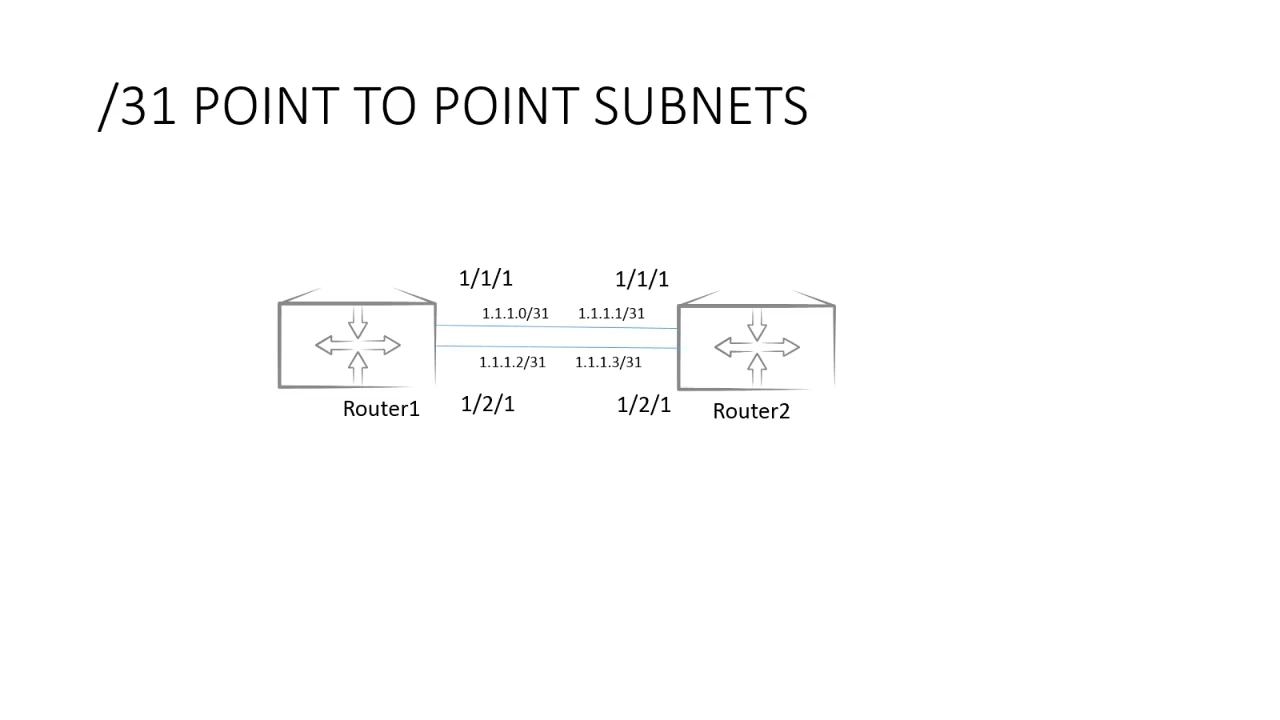 /31 POINT TO POINT SUBNETS
1/1/1 1/1/1
1.1.1.0/31 1.1.1.1/31
1.1.1.2/31 1.1.1.3/31
1/2/1 1/2/1
Router1 Router2